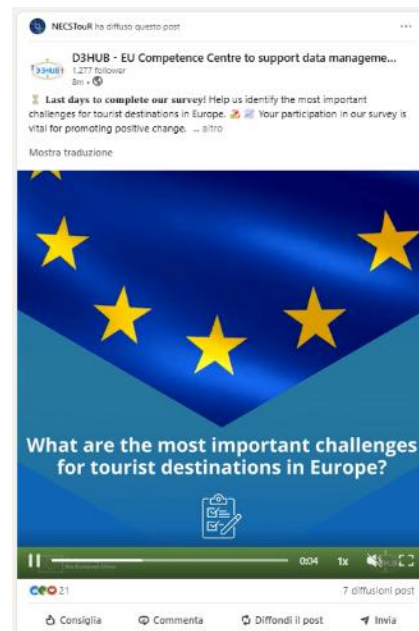 NECSTouR ha diffuso questo post
D3HUB
D3HUB - EU Competence Centre to support data manageme...
1.277 follower
8m •
⏳ Last days to complete our survey! Help us identify the most important
challenges for tourist destinations in Europe. 🏖️ 📈 Your participation in our survey is
vital for promoting positive change. ... altro
Mostra traduzione
What are the most important challenges
for tourist destinations in Europe?
0:04 1x
21
7 diffusioni post
Consiglia Commenta Diffondi il post Invia